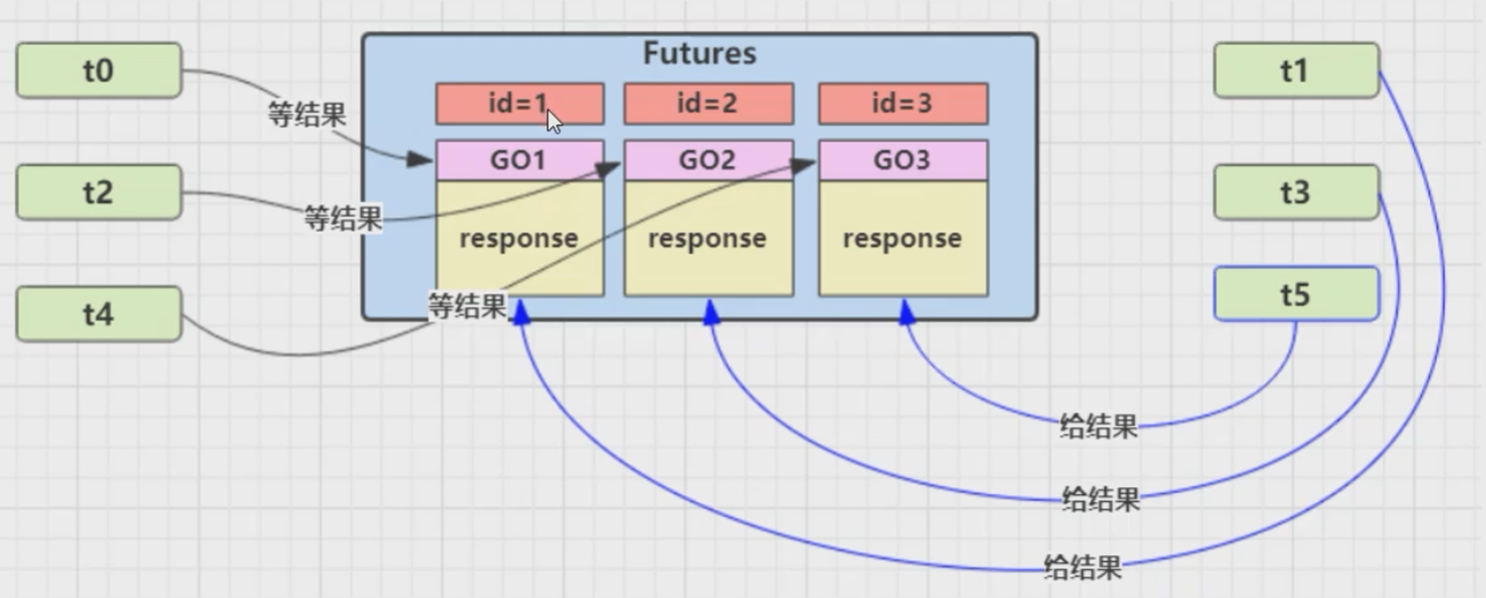 t0
等结果
t2
等结果
t4
等结果
Futures
id=1
id=2
id=3
GO1
GO2
GO3
response
response
response
t1
t3
t5
给结果
给结果
给结果